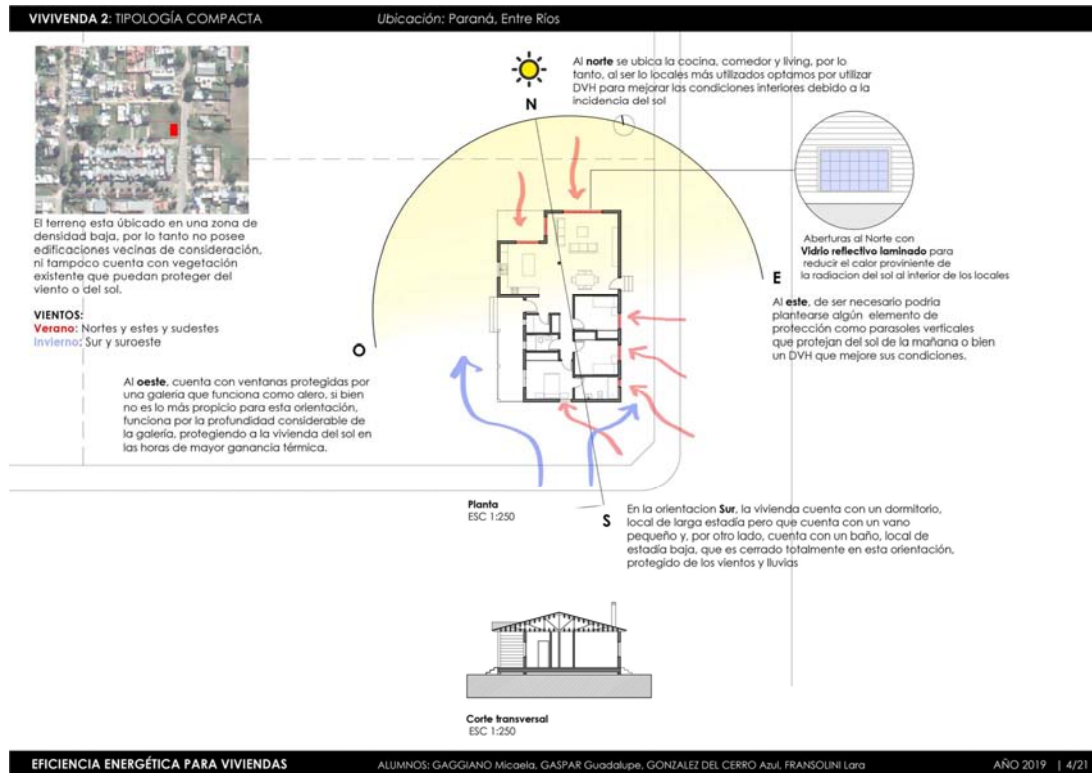 VIVIVENDA 2: TIPOLOGÍA COMPACTA
Ubicación: Paraná, Entre Ríos
Al norte se ubica la cocina, comedor y living, por lo
tanto, al ser lo locales más utilizados optamos por utilizar
DVH para mejorar las condiciones interiores debido a la
incidencia del sol
N
El terreno esta úbicado en una zona de
densidad baja, por lo tanto no posee
edificaciones vecinas de consideración,
ni tampoco cuenta con vegetación
existente que puedan proteger del
viento o del sol.
VIENTOS:
Verano: Nortes y estes y sudestes
Invierno: Sur y suroeste
Aberturas al Norte con
Vidrio reflectivo laminado para
reducir el calor proviniente de
la radiacion del sol al interior de los locales
E
Al este, de ser necesario podria
plantearse algún elemento de
protección como parasoles verticales
que protejan del sol de la mañana o bien
un DVH que mejore sus condiciones.
O
Al oeste, cuenta con ventanas protegidas por
una galería que funciona como alero, si bien
no es lo más propicio para esta orientación,
funciona por la profundidad considerable de
la galería, protegiendo a la vivienda del sol en
las horas de mayor ganancia térmica.
Planta
ESC 1:250
S
En la orientacion Sur, la vivienda cuenta con un dormitorio,
local de larga estadía pero que cuenta con un vano
pequeño y, por otro lado, cuenta con un baño, local de
estadía baja, que es cerrado totalmente en esta orientación,
protegido de los vientos y lluvias
Corte transversal
ESC 1:250
EFICIENCIA ENERGÉTICA PARA VIVIENDAS
ALUMNOS: GAGGIANO Micaela, GASPAR Guadalupe, GONZALEZ DEL CERRO Azul, FRANSOLINI Lara
AÑO 2019 | 4/21